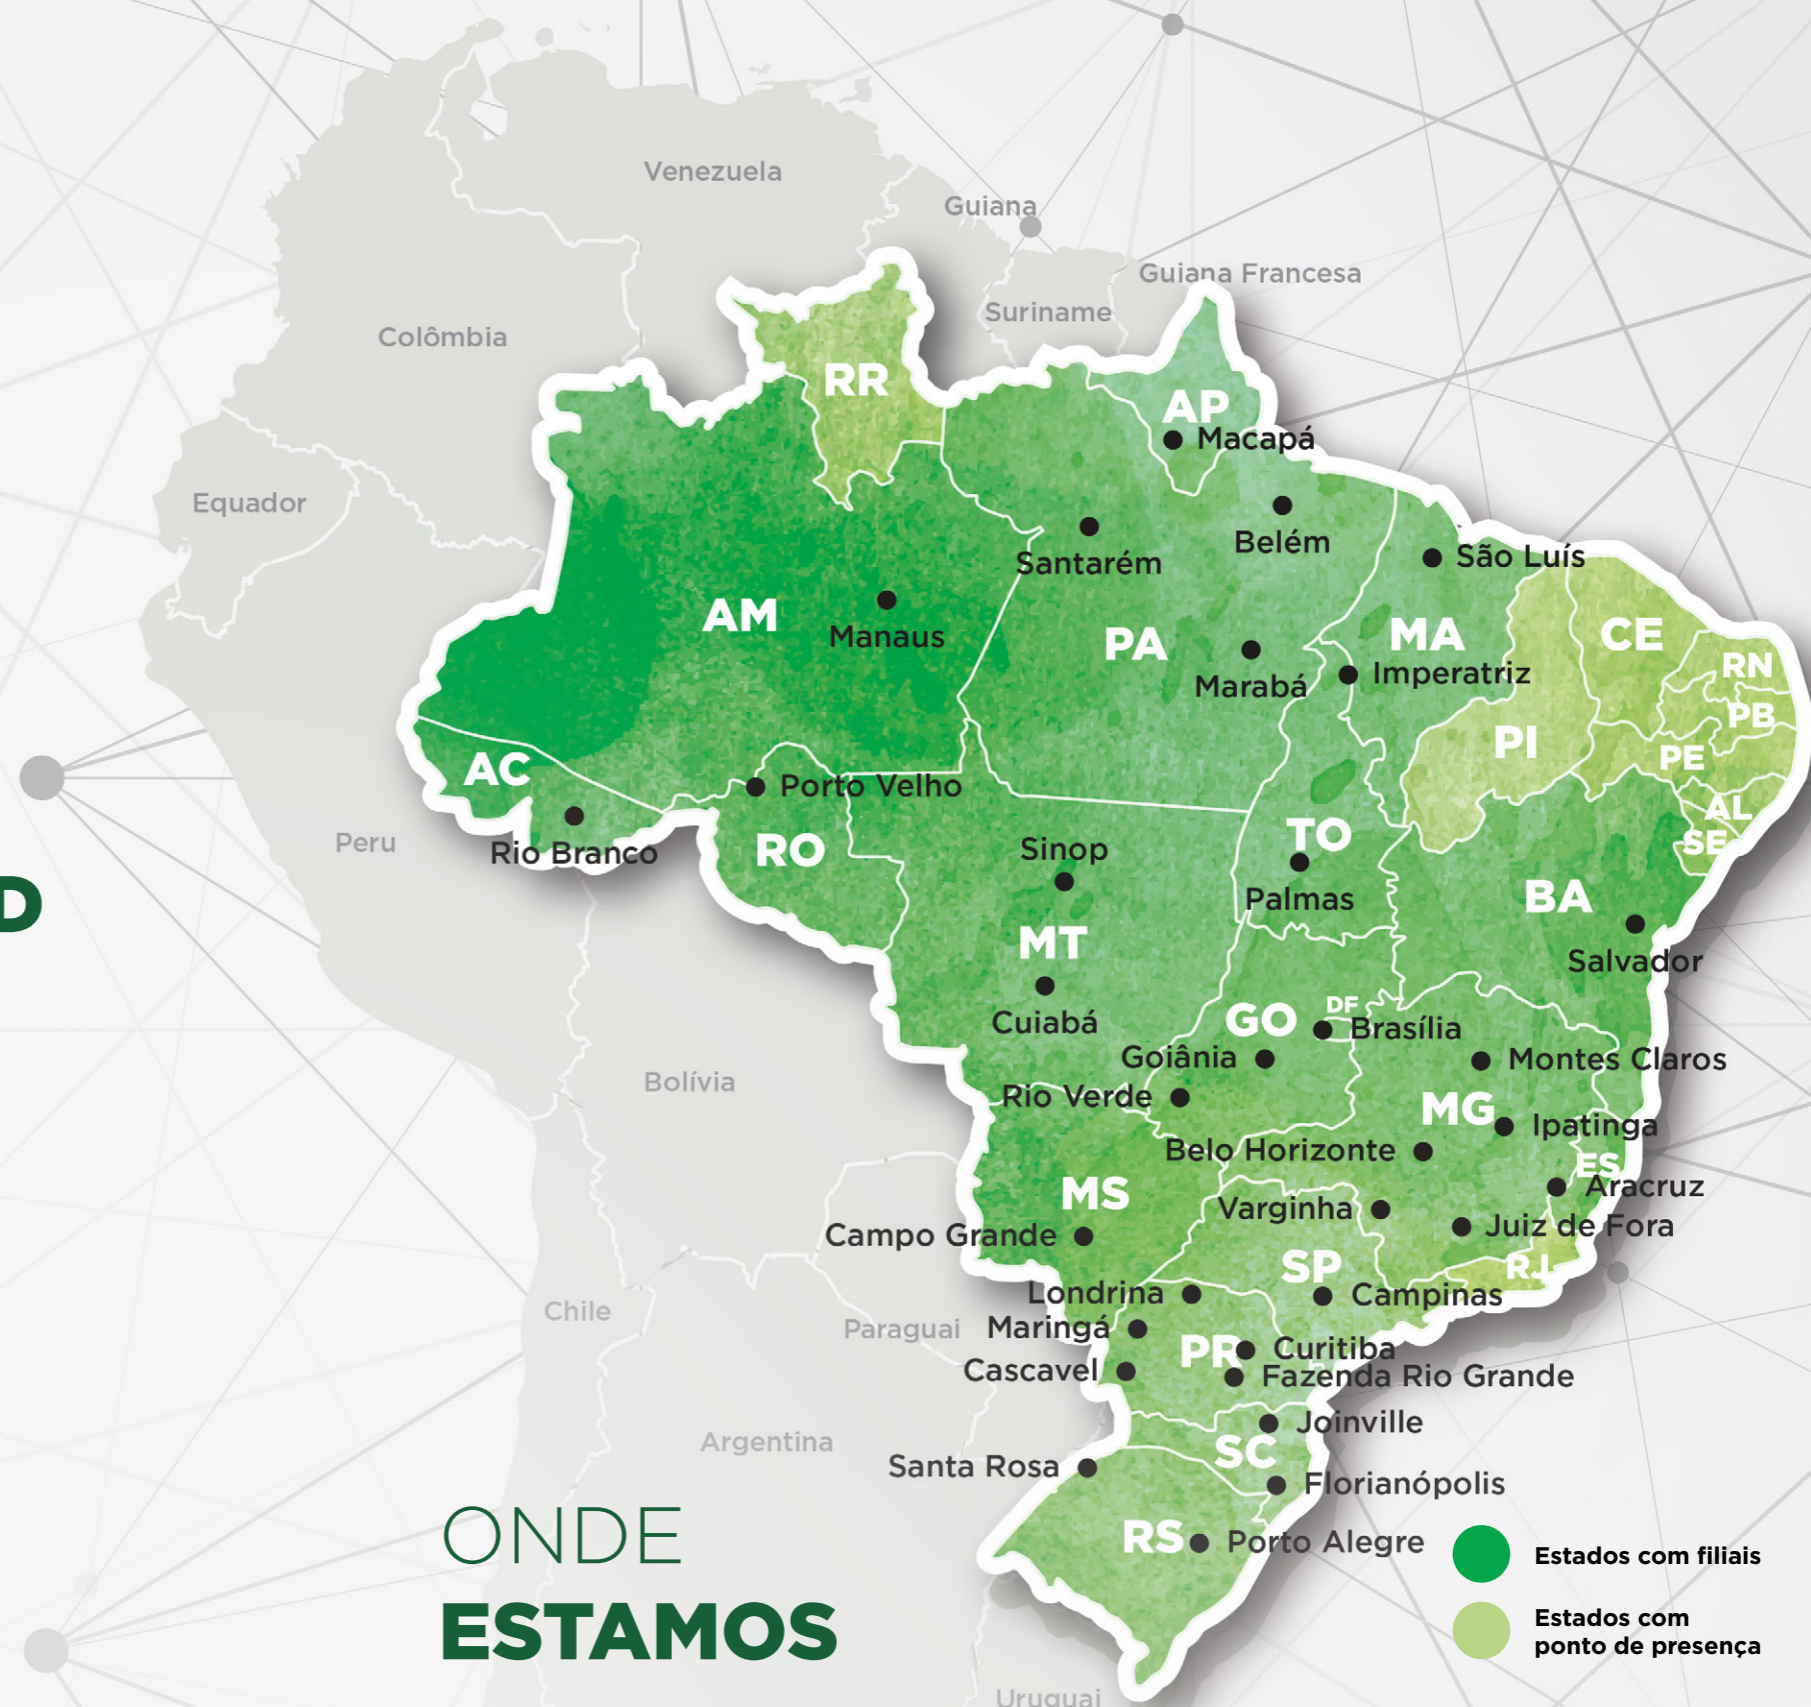 Venezuela
Guiana
Guiana Francesa
Suriname
Colômbia
RR
AP
Macapá
Equador
Belém
Santarém
São Luís
AM
Manaus
PA
MA
CE
Marabá
Imperatriz
RN
PB
PI
PE
AC
Porto Velho
AL
Peru
Rio Branco
RO
Sinop
TO
SE
Palmas
BA
D
MT
Salvador
Cuiabá
DF
GO
Brasília
Goiânia
Montes Claros
Bolívia
Rio Verde
MG
Ipatinga
Belo Horizonte
ES
Aracruz
MS
Varginha
Juiz de Fora
Campo Grande
SP
RJ
Londrina
Campinas
Chile
Paraguai
Maringá
PR
Curitiba
Cascavel
Fazenda Rio Grande
Joinville
Argentina
SC
Santa Rosa
Florianópolis
ONDE
ESTAMOS
RS
Porto Alegre
Estados com filiais
Estados com
ponto de presença
Uruguai